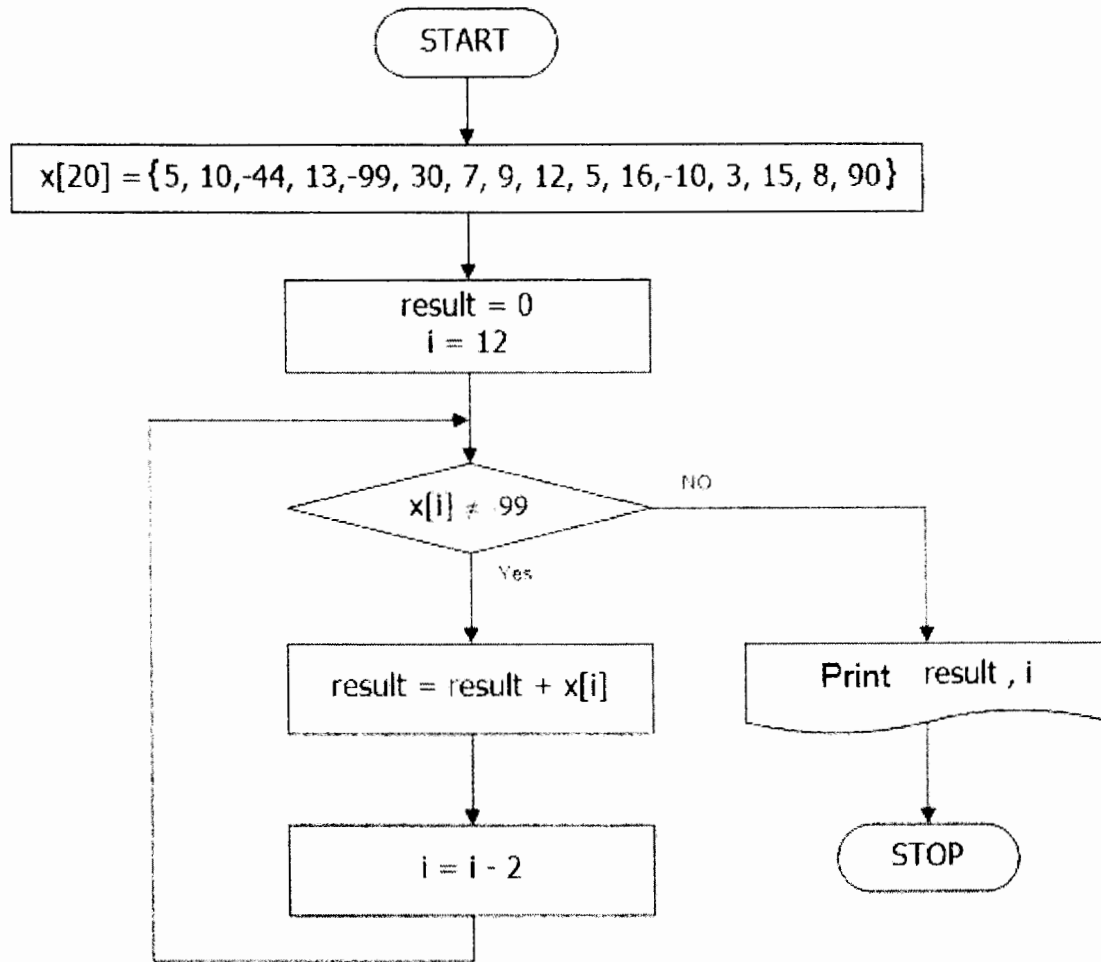 START
x[20] = {5, 10,-44, 13,-99, 30, 7, 9, 12, 5, 16,-10, 3, 15, 8, 90}
result = 0
i = 12
x[i] ≠ -99
NO
Yes
result = result + x[i]
Print result , i
i = i - 2
STOP